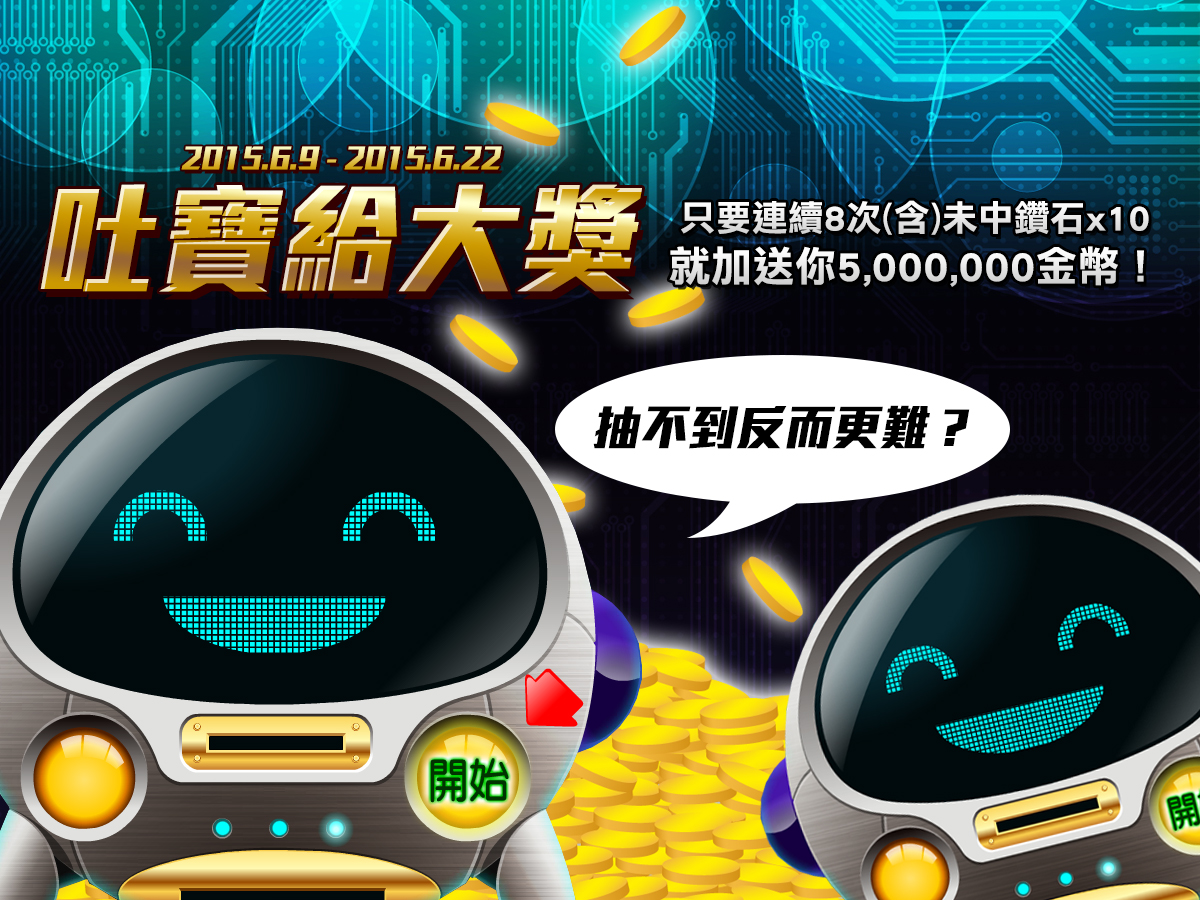 2015.6.9 - 2015.6.22
吐寶給大獎
只要連續8次(含)未中鑽石x10
就加送你5,000,000金幣！
抽不到反而更難？
開始
開